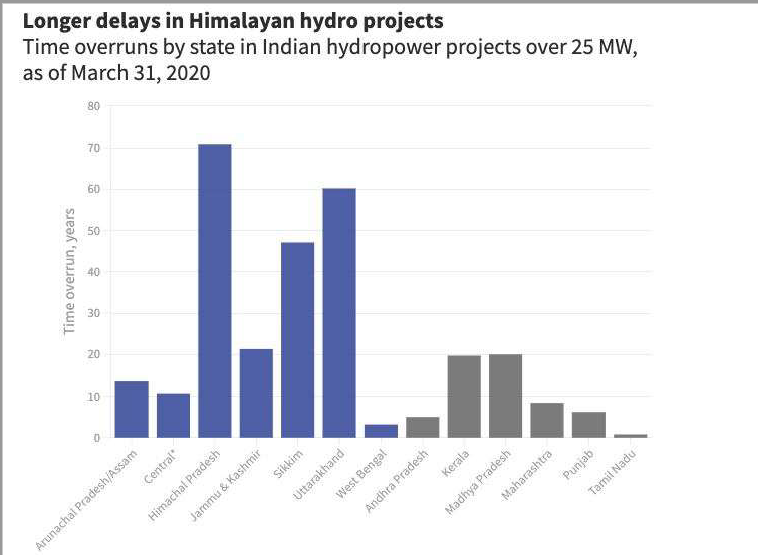 Longer delays in Himalayan hydro projects
Time overruns by state in Indian hydropower projects over 25 MW,
as of March 31, 2020
80
70
60
50
40
30
20
10
0
Time overrun, years
Arunachal Pradesh/Assam
Central*
Himachal Pradesh
Jammu & Kashmir
Sikkim
Uttarakhand
West Bengal
Andhra Pradesh
Kerala
Madhya Pradesh
Maharashtra
Punjab
Tamil Nadu